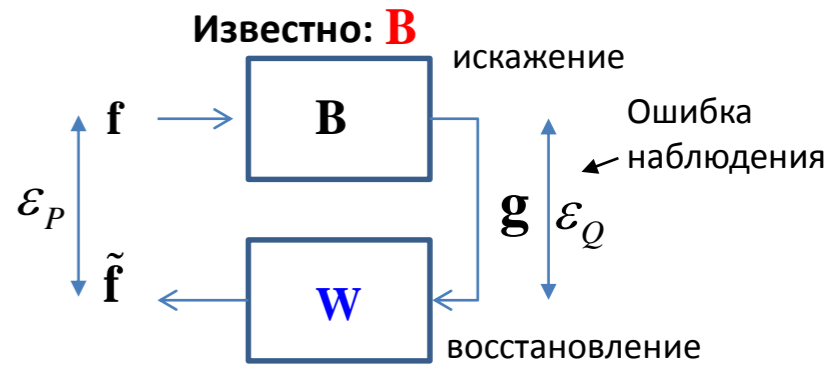 Известно: B
искажение
f
B
Ошибка
наблюдения
ε_P
g
ε_Q
f̃
W
восстановление